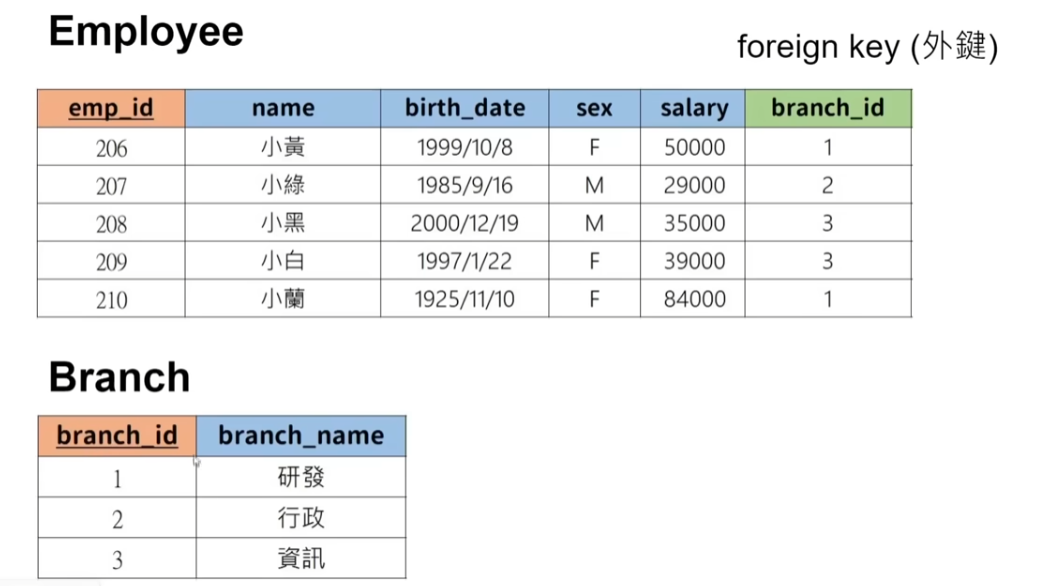 Employee
foreign key (外鍵)
emp_id name birth_date sex salary branch_id
206 小黃 1999/10/8 F 50000 1
207 小綠 1985/9/16 M 29000 2
208 小黑 2000/12/19 M 35000 3
209 小白 1997/1/22 F 39000 3
210 小蘭 1925/11/10 F 84000 1
Branch
branch_id branch_name
1 研發
2 行政
3 資訊